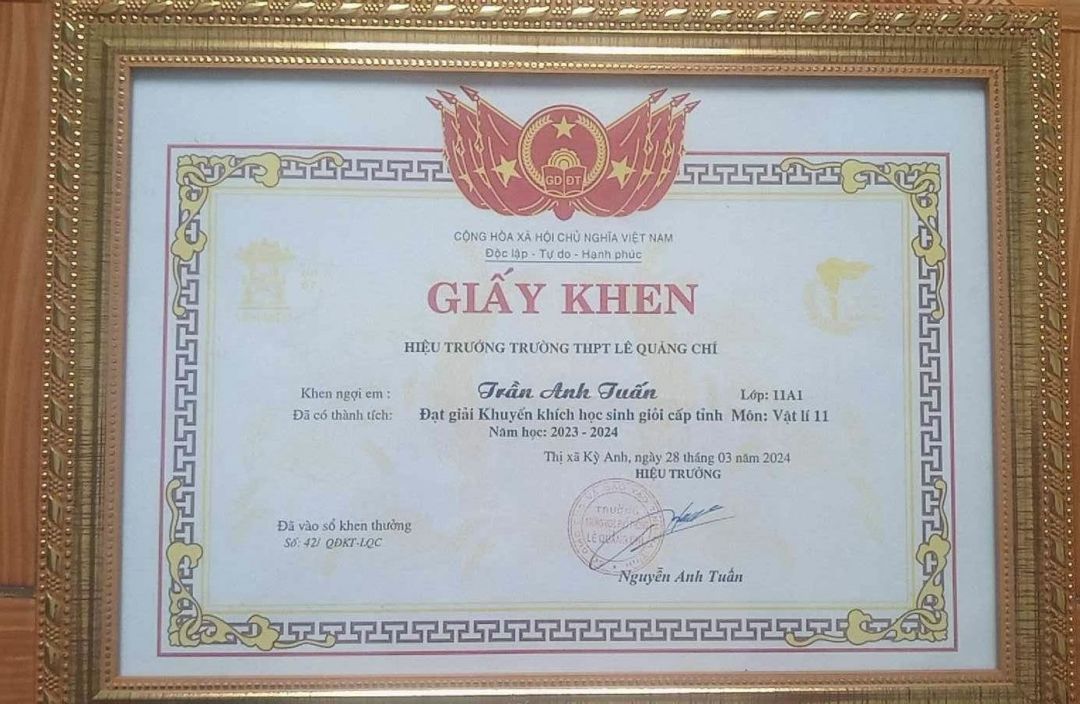 GD ĐT
CỘNG HÒA XÃ HỘI CHỦ NGHĨA VIỆT NAM
Độc lập - Tự do - Hạnh phúc
GIẤY KHEN
HIỆU TRƯỞNG TRƯỜNG THPT LÊ QUẢNG CHÍ
Khen ngợi em : Trần Anh Tuấn Lớp: 11A1
Đã có thành tích: Đạt giải Khuyến khích học sinh giỏi cấp tỉnh Môn: Vật lí 11
Năm học: 2023 - 2024
Thị xã Kỳ Anh, ngày 28 tháng 03 năm 2024
HIỆU TRƯỞNG
TRƯỜNG
LÊ QUẢNG CHÍ
Đã vào sổ khen thưởng
Số: 42/ QĐKT-LQC
Nguyễn Anh Tuấn